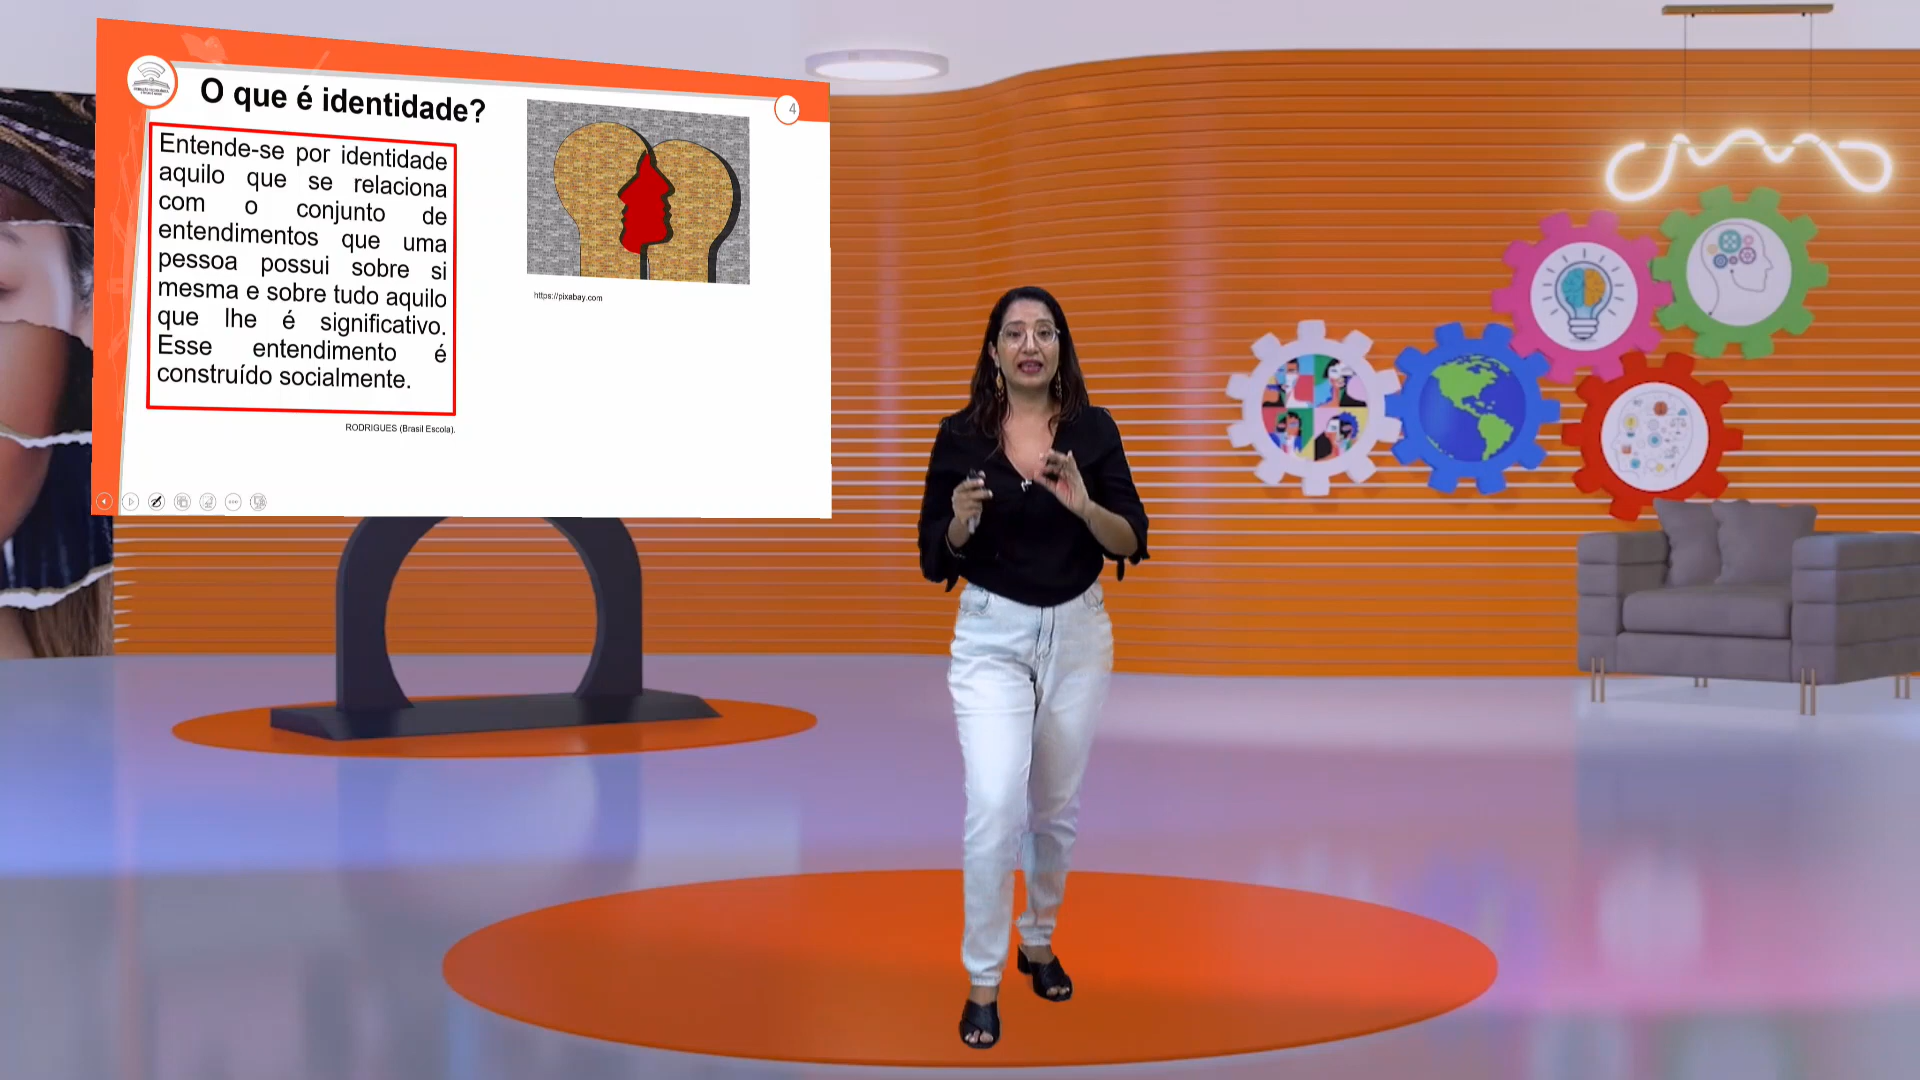 O que é identidade?
4
Entende-se por identidade
aquilo que se relaciona
com o conjunto de
entendimentos que uma
pessoa possui sobre si
mesma e sobre tudo aquilo
que lhe é significativo.
Esse entendimento é
construído socialmente.
https://pixabay.com
RODRIGUES (Brasil Escola).